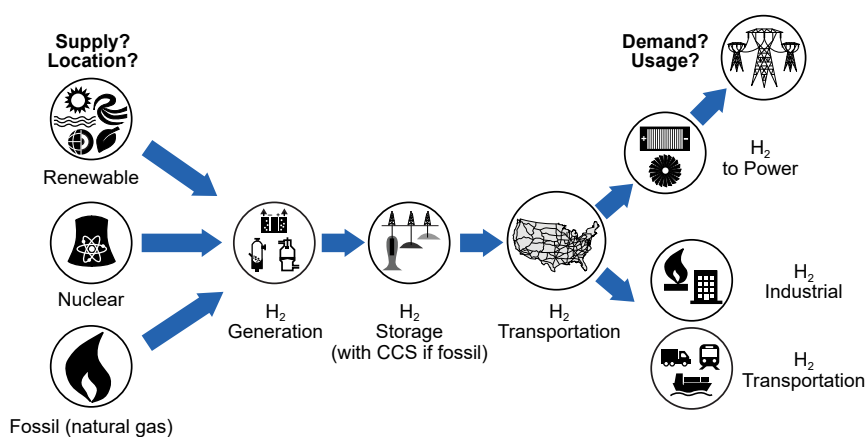 Supply?
Location?
Renewable
Nuclear
Fossil (natural gas)
H₂
Generation
H₂
Storage
(with CCS if fossil)
H₂
Transportation
Demand?
Usage?
+ -
H₂
to Power
H₂
Industrial
H₂
Transportation